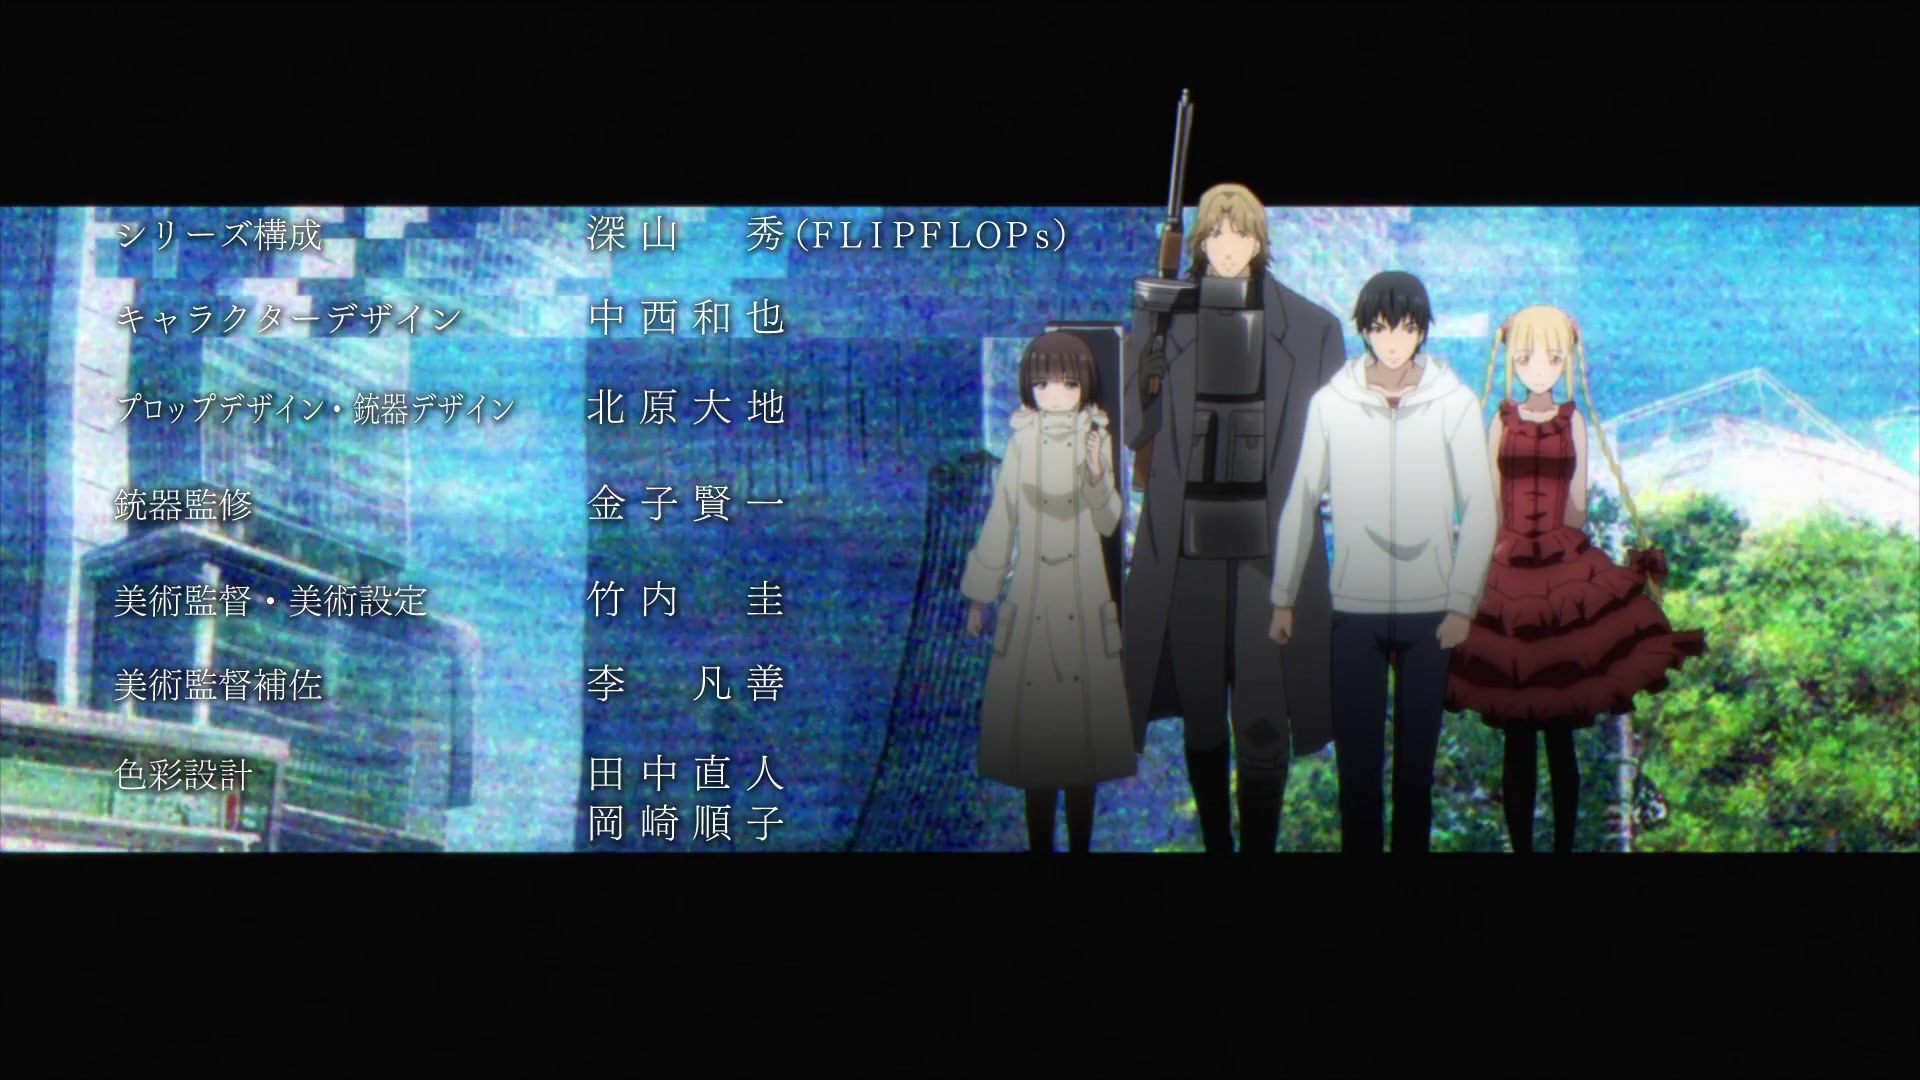 シリーズ構成 深山 秀(FLIPFLOPs)
キャラクターデザイン 中西和也
プロップデザイン・銃器デザイン 北原大地
銃器監修 金子賢一
美術監督・美術設定 竹内 圭
美術監督補佐 李 凡善
色彩設計 田中直人
岡崎順子